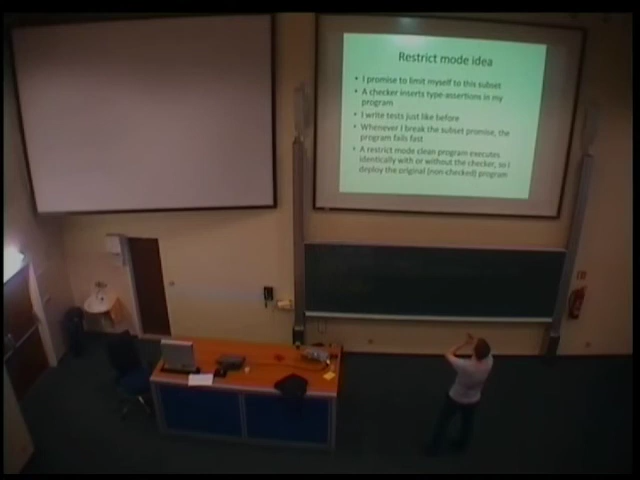 Restrict mode idea
• I promise to limit myself to this subset
• A checker inserts type-assertions in my
program
• I write tests just like before
• Whenever I break the subset promise, the
program fails fast
• A restrict mode clean program executes
identically with or without the checker, so I
deploy the original (non checked) program